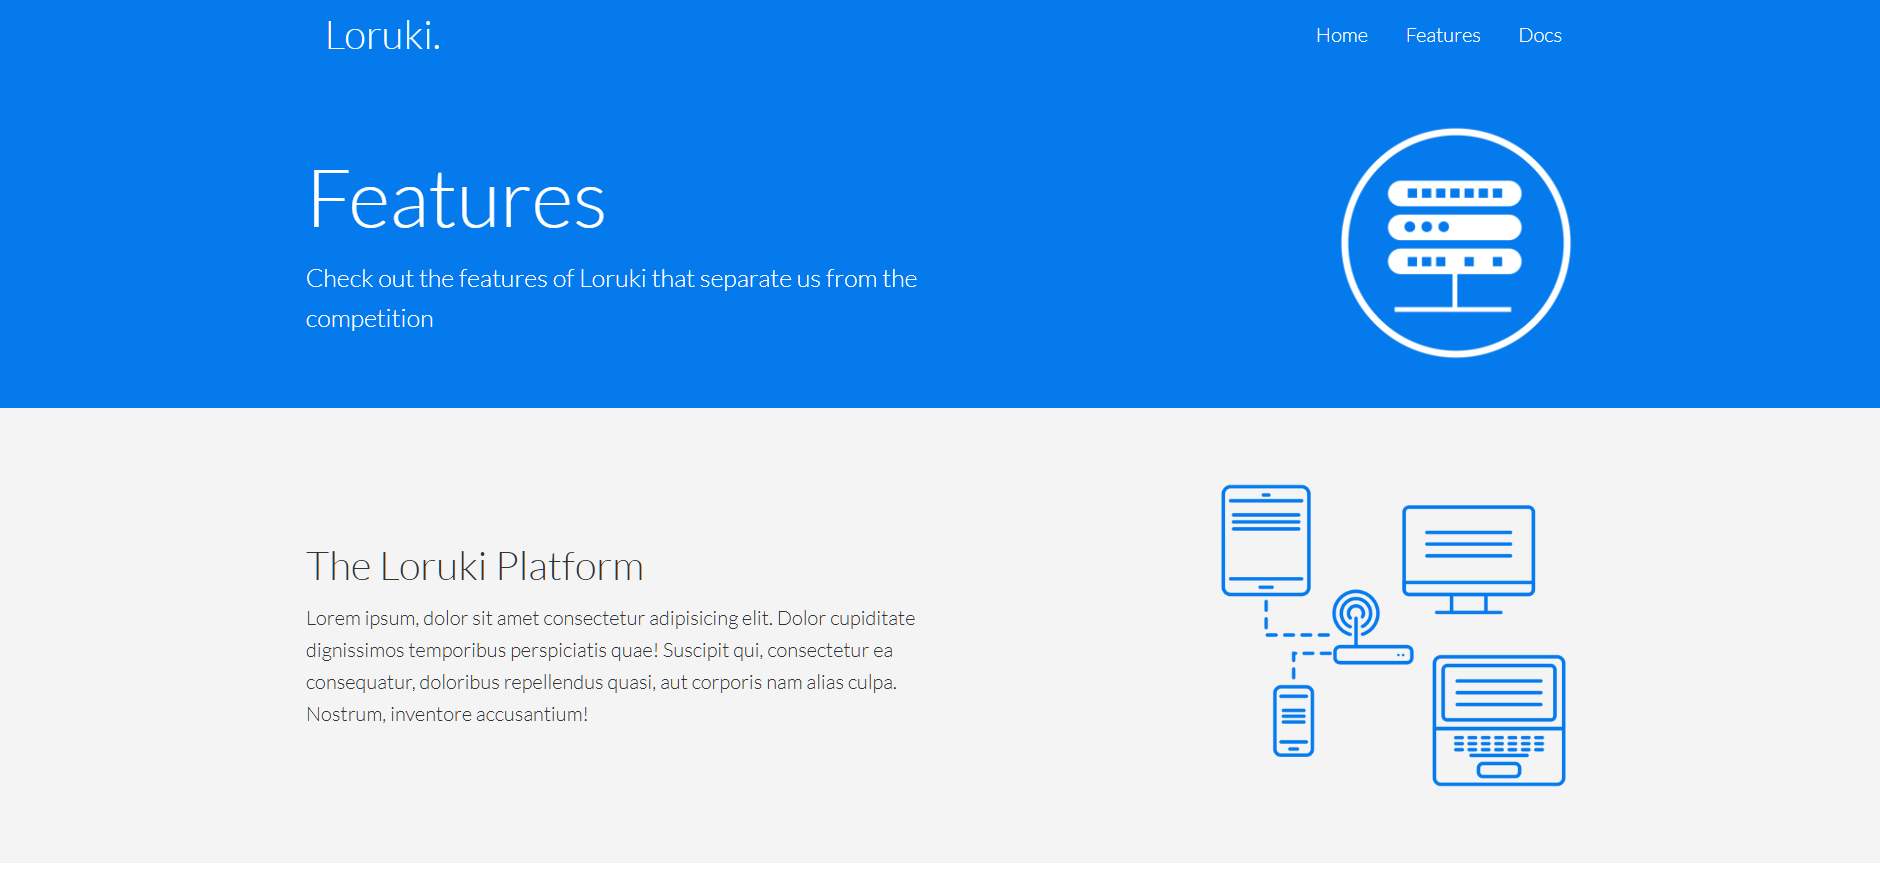 Loruki.
Home Features Docs
Features
Check out the features of Loruki that separate us from the
competition
The Loruki Platform
Lorem ipsum, dolor sit amet consectetur adipisicing elit. Dolor cupiditate
dignissimos temporibus perspiciatis quae! Suscipit qui, consectetur ea
consequatur, doloribus repellendus quasi, aut corporis nam alias culpa.
Nostrum, inventore accusantium!